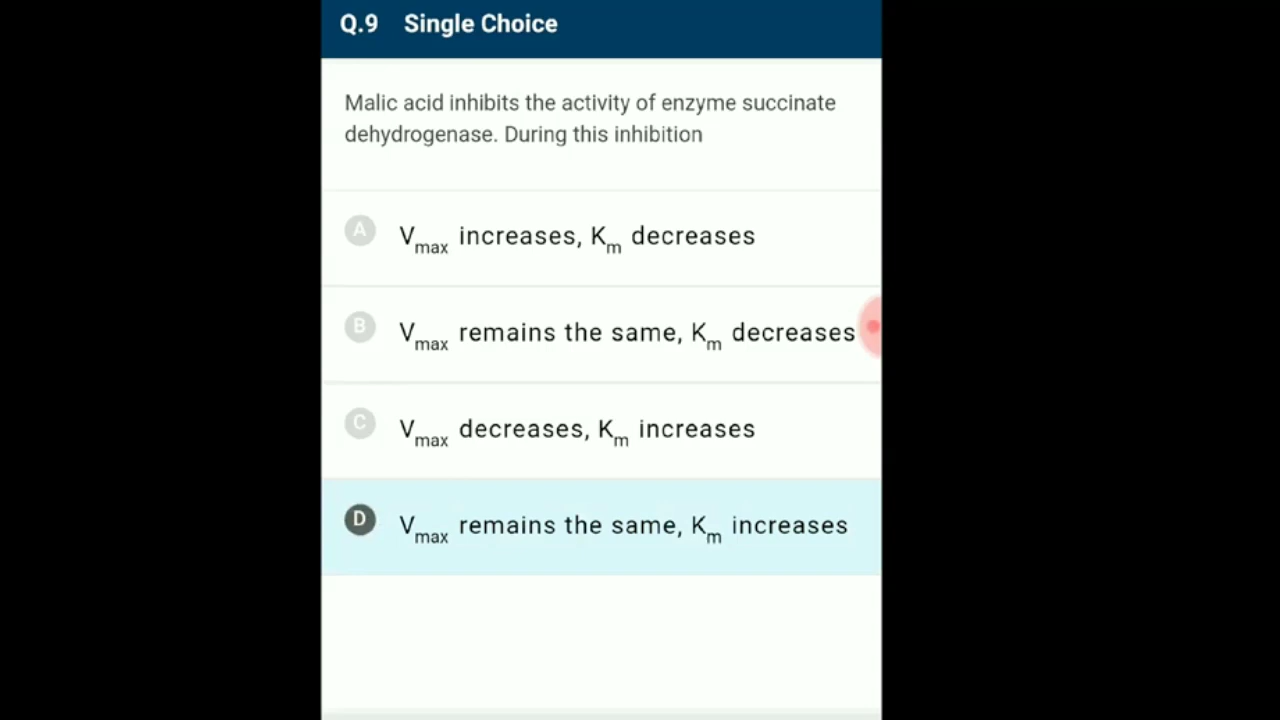 Q.9 Single Choice
Malic acid inhibits the activity of enzyme succinate
dehydrogenase. During this inhibition
A Vmax increases, Km decreases
B Vmax remains the same, Km decreases
C Vmax decreases, Km increases
D Vmax remains the same, Km increases